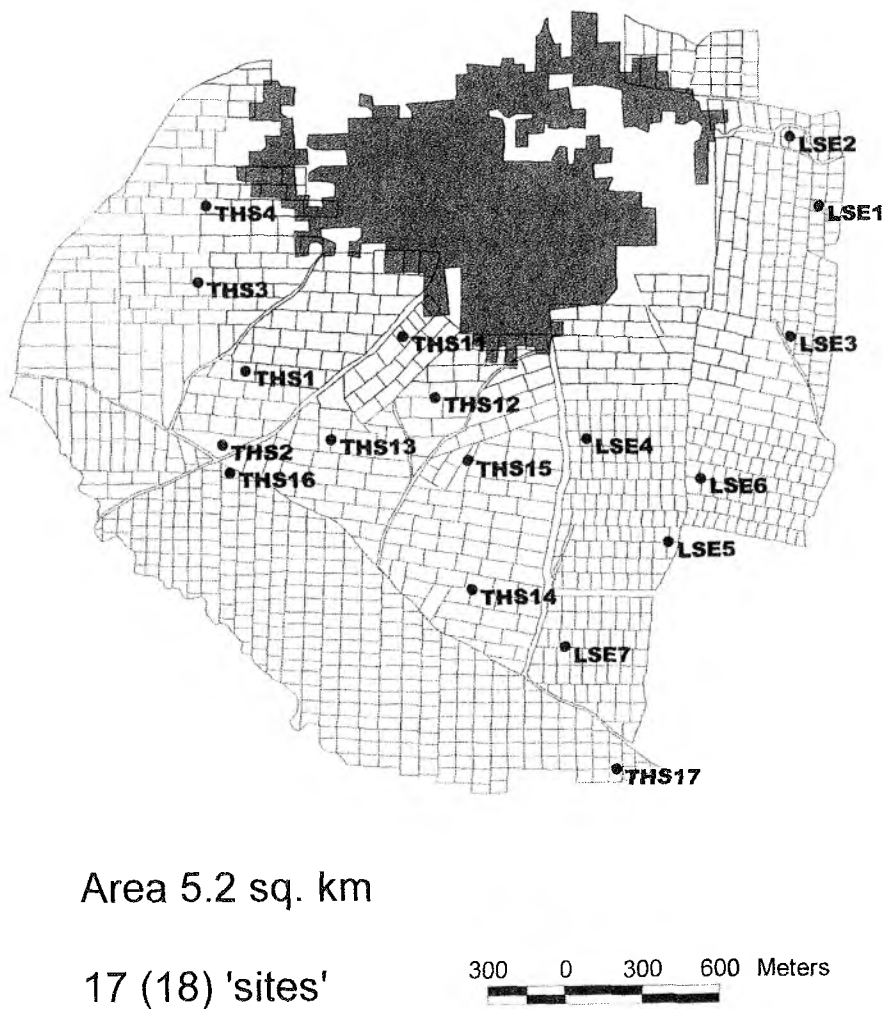 LSE2
LSE1
THS4
THS3
LSE3
THS11
THS1
THS12
LSE4
THS13
THS2
THS15
THS16
LSE6
LSE5
THS14
LSE7
THS17
Area 5.2 sq. km
17 (18) 'sites'
300 0 300 600 Meters